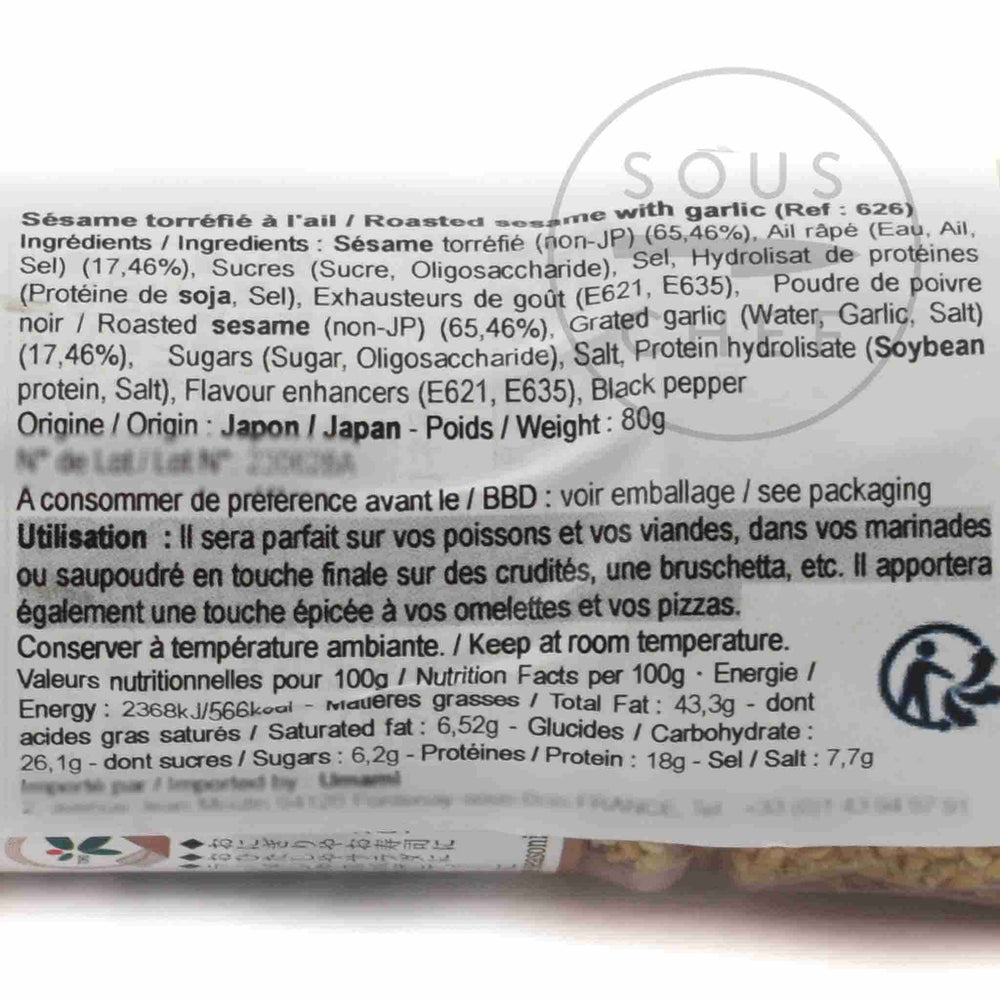 SOUS
CHEF
Sésame torréfié à l'ail / Roasted sesame with garlic (Ref : 626)
Ingrédients / Ingredients : Sésame torréfié (non-JP) (65,46%), Ail râpé (Eau, Ail,
Sel) (17,46%), Sucres (Sucre, Oligosaccharide), Sel, Hydrolisat de protéines
(Protéine de soja, Sel), Exhausteurs de goût (E621, E635), Poudre de poivre
noir / Roasted sesame (non-JP) (65,46%), Grated garlic (Water, Garlic, Salt)
(17,46%), Sugars (Sugar, Oligosaccharide), Salt, Protein hydrolisate (Soybean
protein, Salt), Flavour enhancers (E621, E635), Black pepper
Origine / Origin : Japon / Japan - Poids / Weight : 80g
N° de Lot / Lot N°
A consommer de préférence avant le / BBD : voir emballage / see packaging
Utilisation : Il sera parfait sur vos poissons et vos viandes, dans vos marinades
ou saupoudré en touche finale sur des crudités, une bruschetta, etc. Il apportera
également une touche épicée à vos omelettes et vos pizzas.
Conserver à température ambiante. / Keep at room temperature.
Valeurs nutritionnelles pour 100g / Nutrition Facts per 100g · Energie /
Energy : 2368kJ/566kcal - Matières grasses / Total Fat : 43,3g - dont
acides gras saturés / Saturated fat : 6,52g - Glucides / Carbohydrate :
26,1g - dont sucres / Sugars : 6,2g - Protéines / Protein : 18g - Sel / Salt : 7,7g
Importé par / Imported by Umami